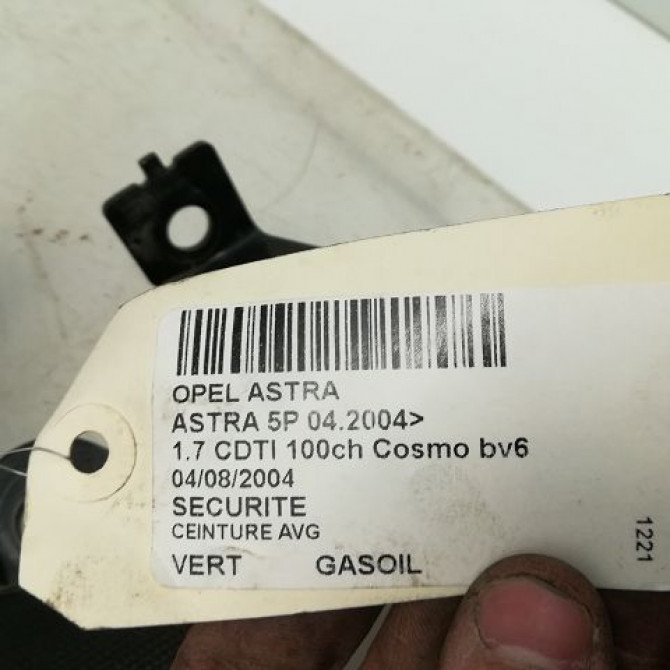 OPEL ASTRA
ASTRA 5P 04.2004>
1.7 CDTI 100ch Cosmo bv6
04/08/2004
SECURITE
CEINTURE AVG
VERT GASOIL
1221